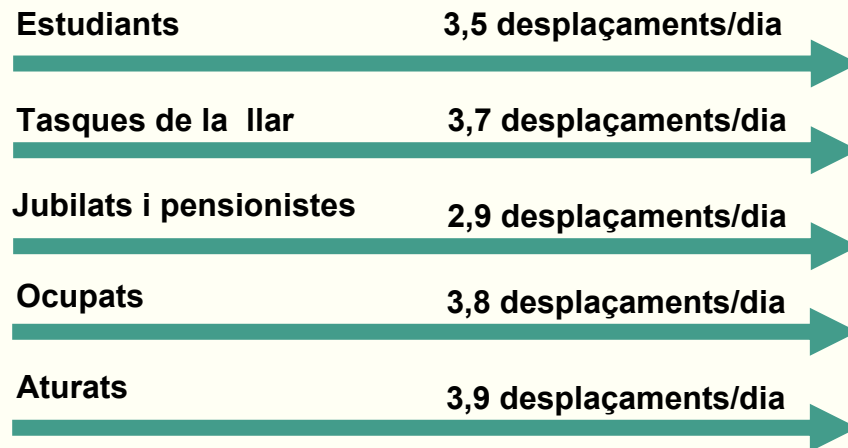 Estudiants 3,5 desplaçaments/dia
Tasques de la llar 3,7 desplaçaments/dia
Jubilats i pensionistes 2,9 desplaçaments/dia
Ocupats 3,8 desplaçaments/dia
Aturats 3,9 desplaçaments/dia